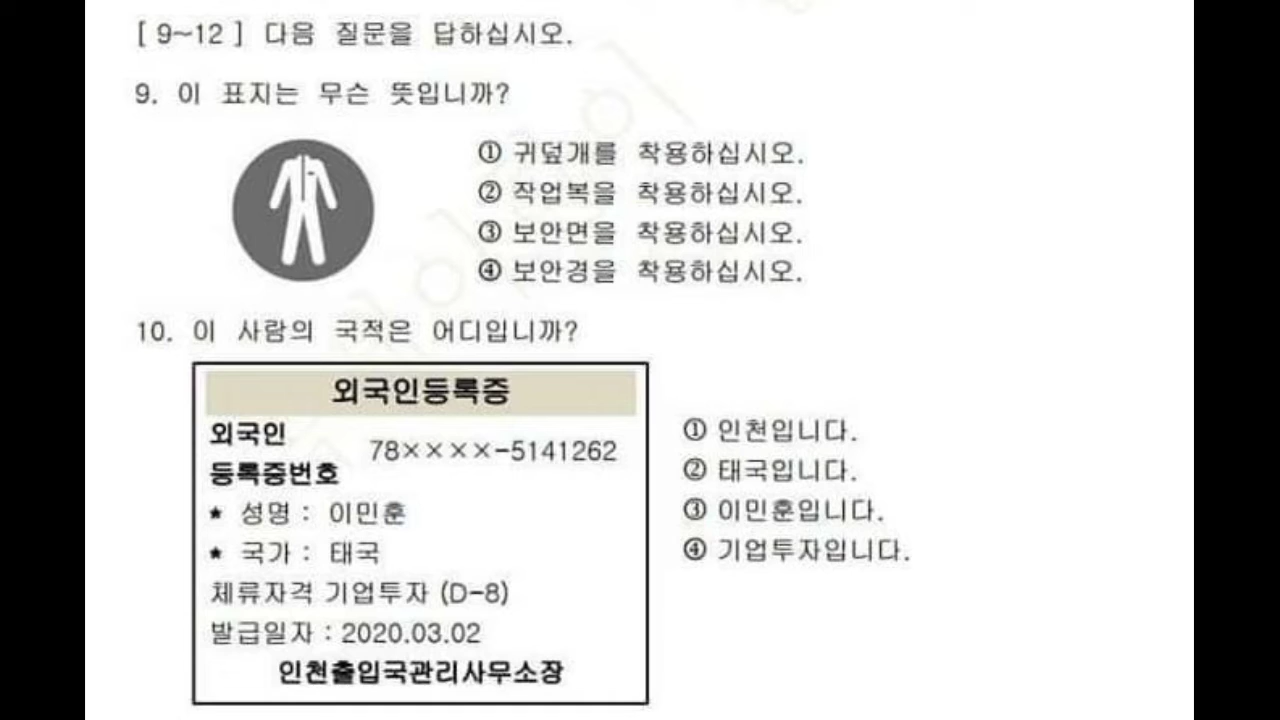 [ 9~12 ] 다음 질문을 답하십시오.
9. 이 표지는 무슨 뜻입니까?
① 귀덮개를 착용하십시오.
② 작업복을 착용하십시오.
③ 보안면을 착용하십시오.
④ 보안경을 착용하십시오.
10. 이 사람의 국적은 어디입니까?
외국인등록증
외국인
등록증번호
78××××-5141262
★ 성명 : 이민훈
★ 국가 : 태국
체류자격 기업투자 (D-8)
발급일자 : 2020.03.02
인천출입국관리사무소장
① 인천입니다.
② 태국입니다.
③ 이민훈입니다.
④ 기업투자입니다.